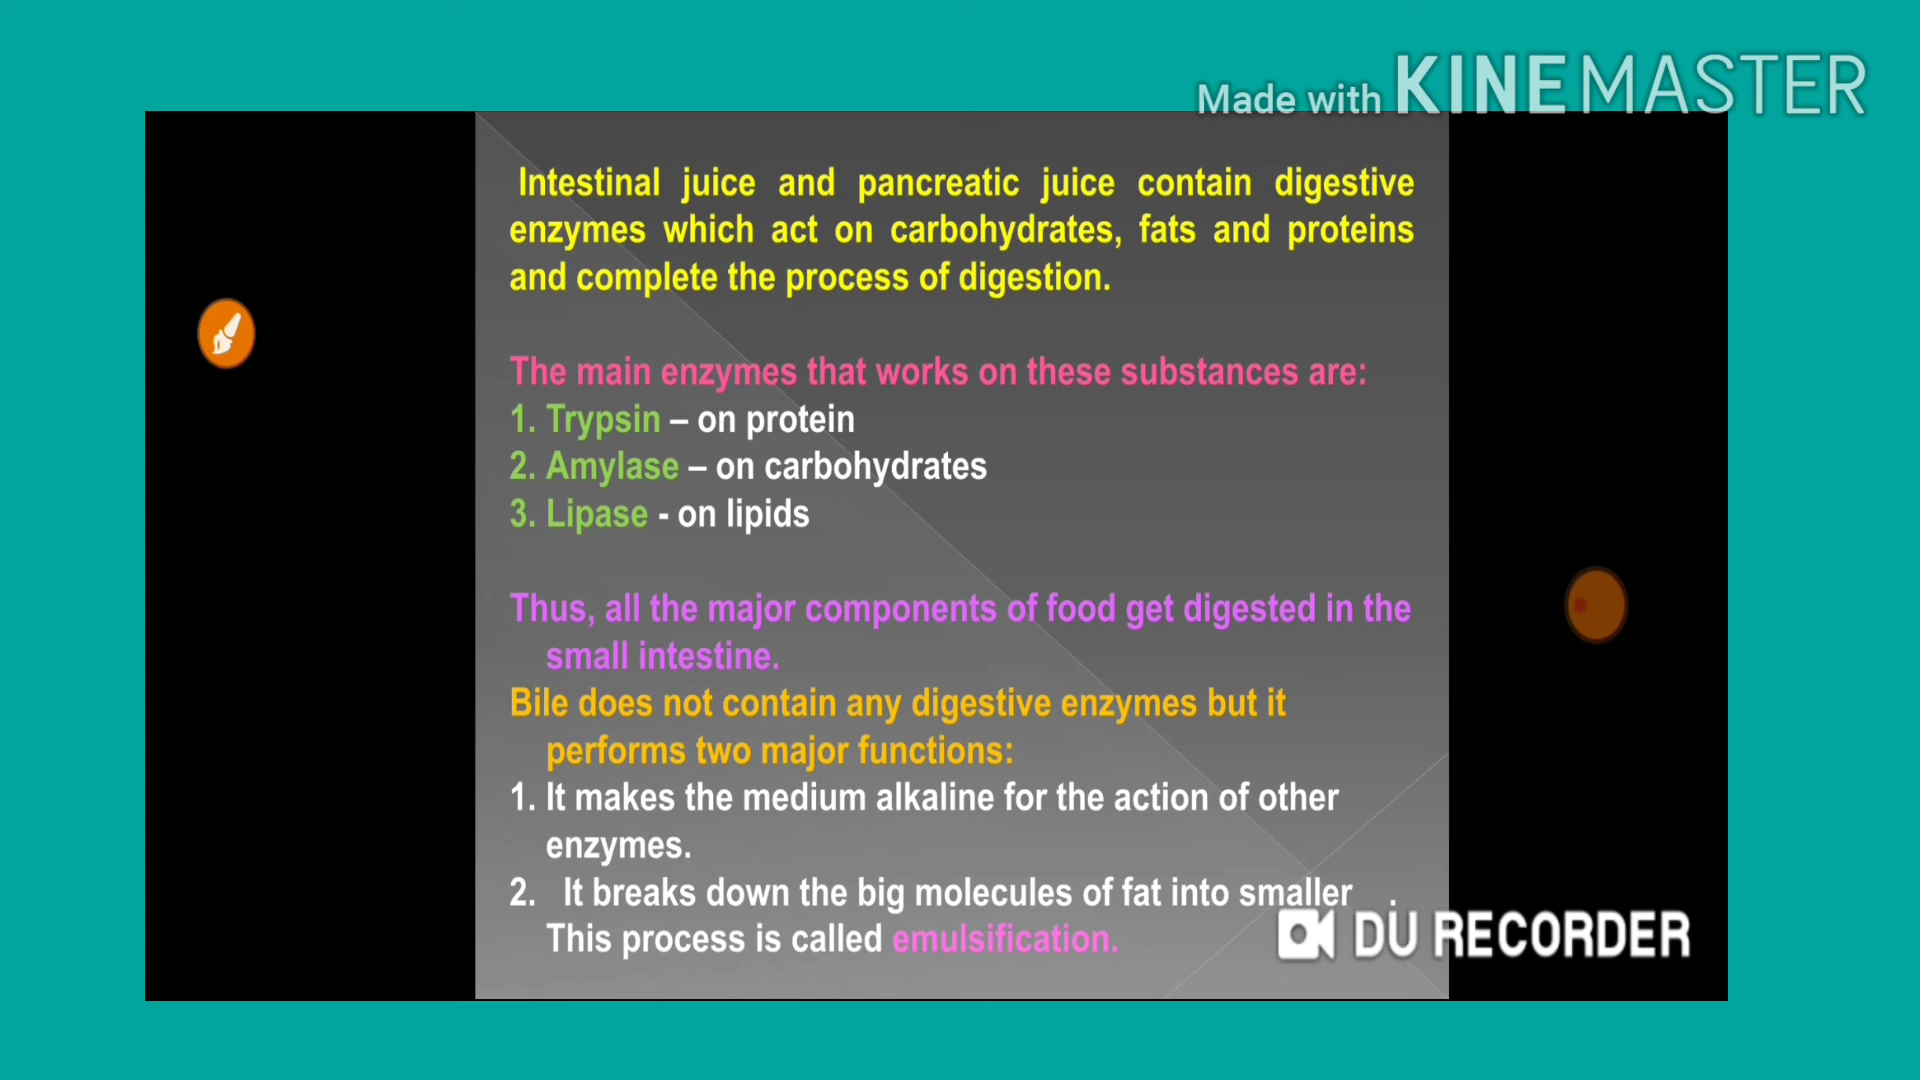 Made with KINEMASTER
Intestinal juice and pancreatic juice contain digestive
enzymes which act on carbohydrates, fats and proteins
and complete the process of digestion.
The main enzymes that works on these substances are:
1. Trypsin – on protein
2. Amylase – on carbohydrates
3. Lipase - on lipids
Thus, all the major components of food get digested in the
small intestine.
Bile does not contain any digestive enzymes but it
performs two major functions:
1. It makes the medium alkaline for the action of other
enzymes.
2. It breaks down the big molecules of fat into smaller .
This process is called emulsification.
DU RECORDER